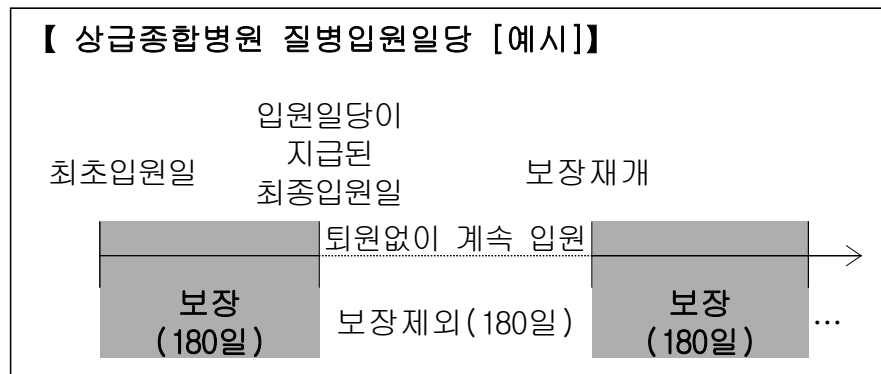 【 상급종합병원 질병입원일당 [예시]】
입원일당이
지급된
최초입원일
최종입원일
보장재개
퇴원없이 계속 입원
보장
(180일)
보장제외(180일)
보장
(180일)
…